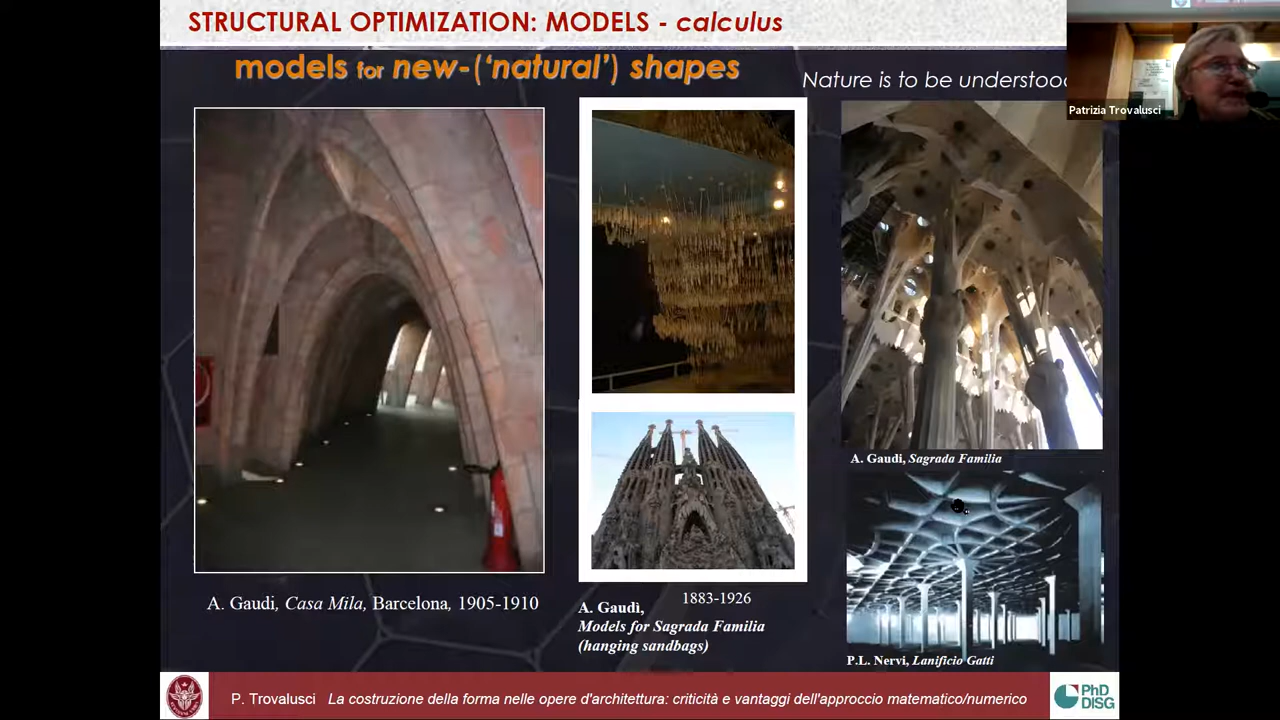 STRUCTURAL OPTIMIZATION: MODELS - calculus
models for new-('natural') shapes
Nature is to be understood
Patrizia Trovalusci
A. Gaudi, Casa Mila, Barcelona, 1905-1910
1883-1926
A. Gaudì,
Models for Sagrada Familia
(hanging sandbags)
A. Gaudì, Sagrada Familia
P.L. Nervi, Lanificio Gatti
P. Trovalusci La costruzione della forma nelle opere d'architettura: criticità e vantaggi dell'approccio matematico/numerico
PhD
DISG